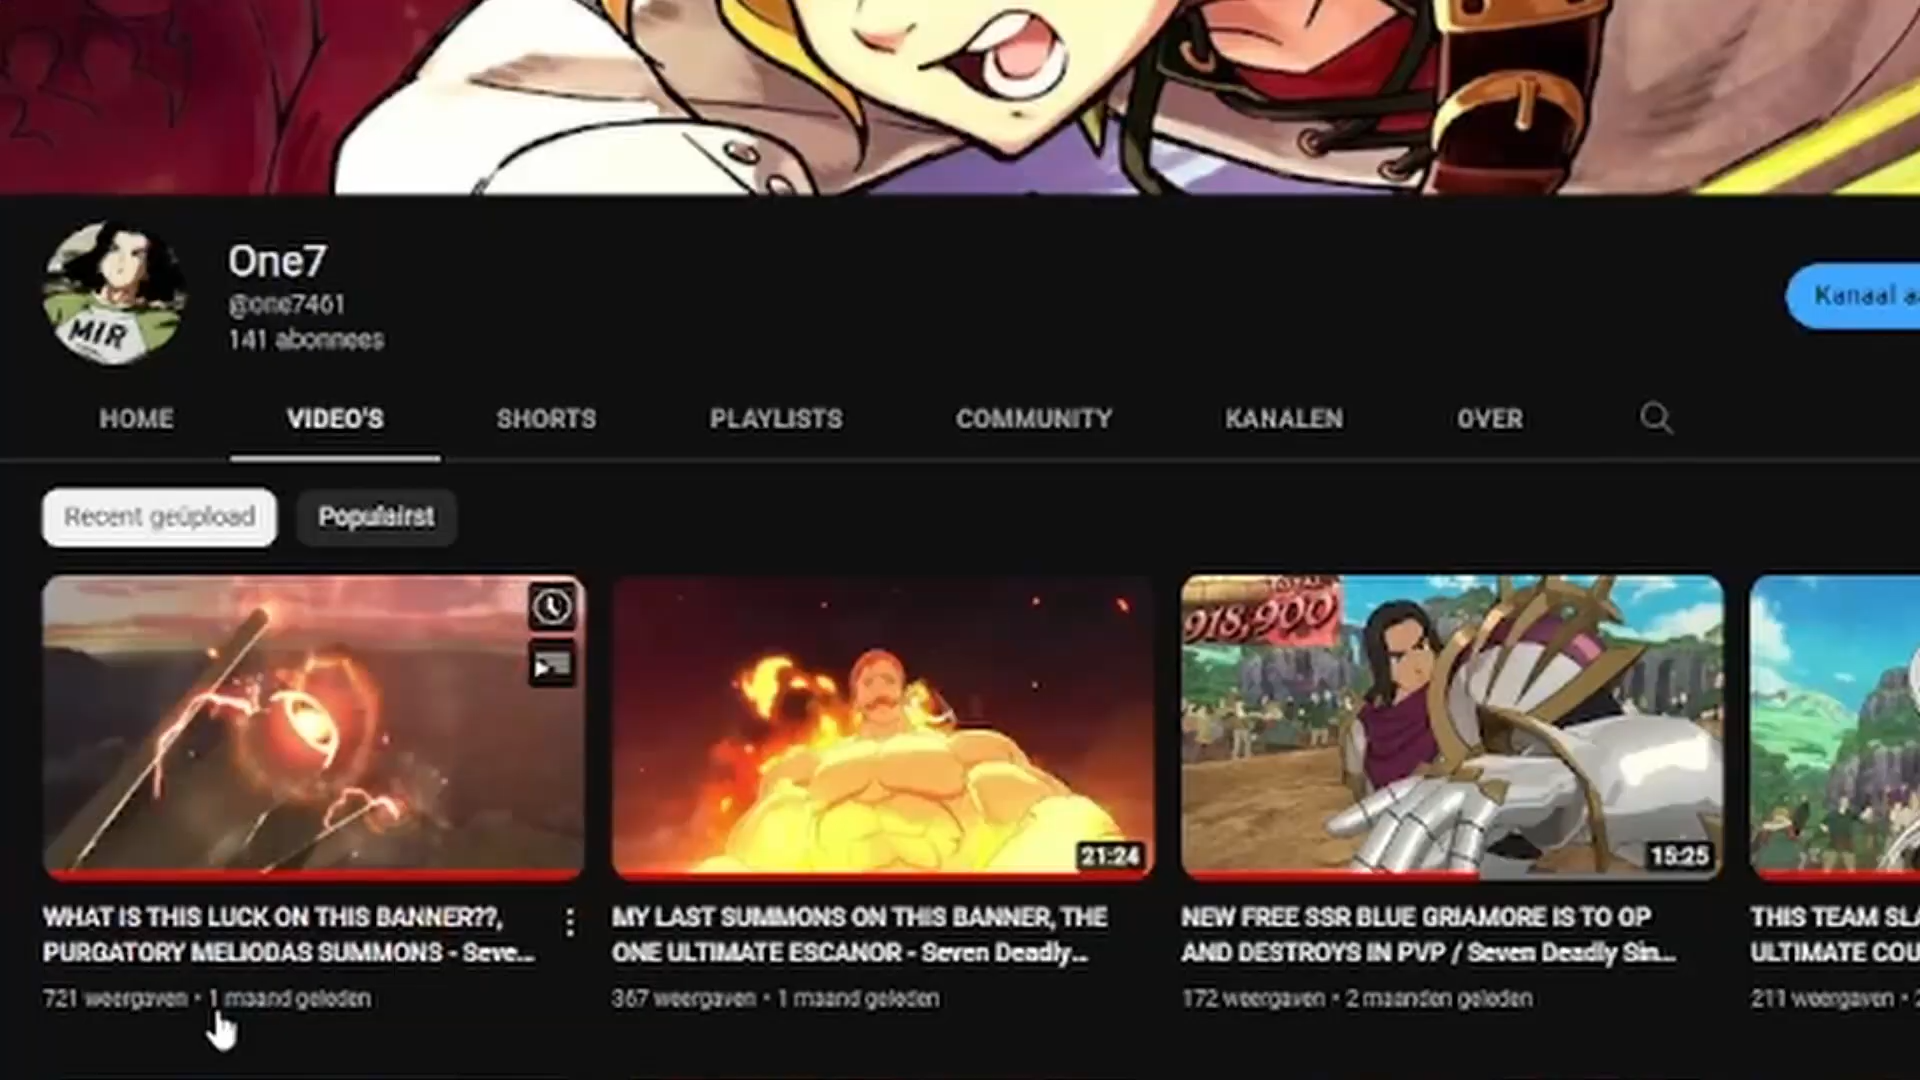 MIR
One7
@one7461
141 abonnees
Kanaal a
HOME
VIDEO'S
SHORTS
PLAYLISTS
COMMUNITY
KANALEN
OVER
Recent geüpload
Populairst
21:24
TOTAL
918,900
15:25
WHAT IS THIS LUCK ON THIS BANNER??,
PURGATORY MELIODAS SUMMONS - Seve...
721 weergaven • 1 maand geleden
MY LAST SUMMONS ON THIS BANNER, THE
ONE ULTIMATE ESCANOR - Seven Deadly...
367 weergaven • 1 maand geleden
NEW FREE SSR BLUE GRIAMORE IS TO OP
AND DESTROYS IN PVP / Seven Deadly Sin...
172 weergaven • 2 maanden geleden
THIS TEAM SLA
ULTIMATE COU
211 weergaven •